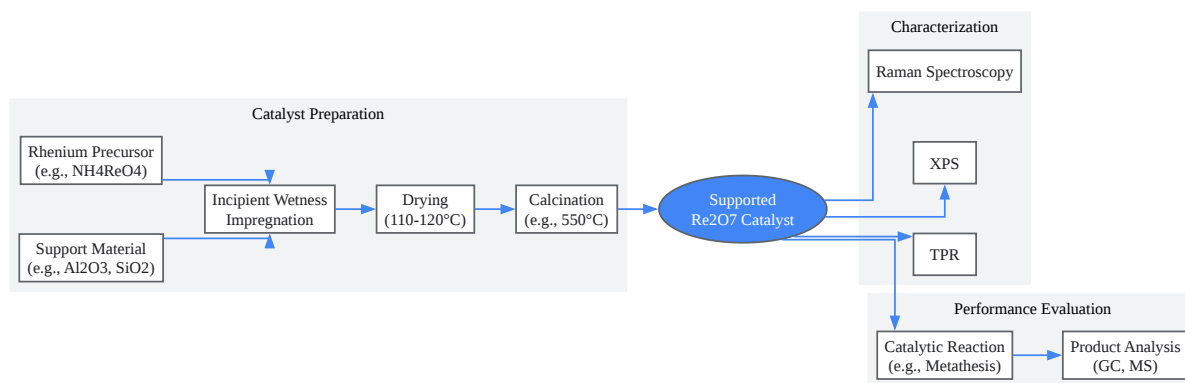 Catalyst Preparation
Rhenium Precursor
(e.g., NH4ReO4)
Support Material
(e.g., Al2O3, SiO2)
Incipient Wetness
Impregnation
Drying
(110-120°C)
Calcination
(e.g., 550°C)
Supported
Re2O7 Catalyst
Characterization
Raman Spectroscopy
XPS
TPR
Performance Evaluation
Catalytic Reaction
(e.g., Metathesis)
Product Analysis
(GC, MS)